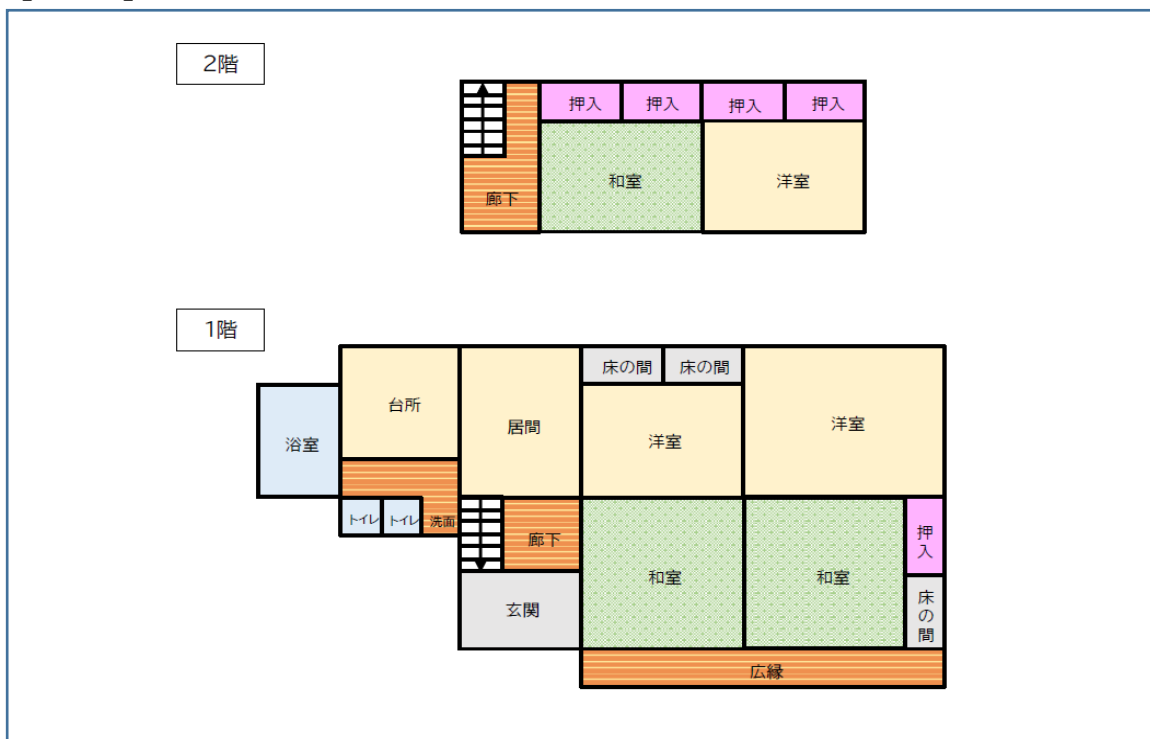 2階
押入
押入
押入
押入
和室
洋室
廊下
1階
床の間
床の間
台所
居間
洋室
洋室
浴室
トイレ
トイレ
洗面
廊下
押入
和室
和室
床の間
玄関
広縁